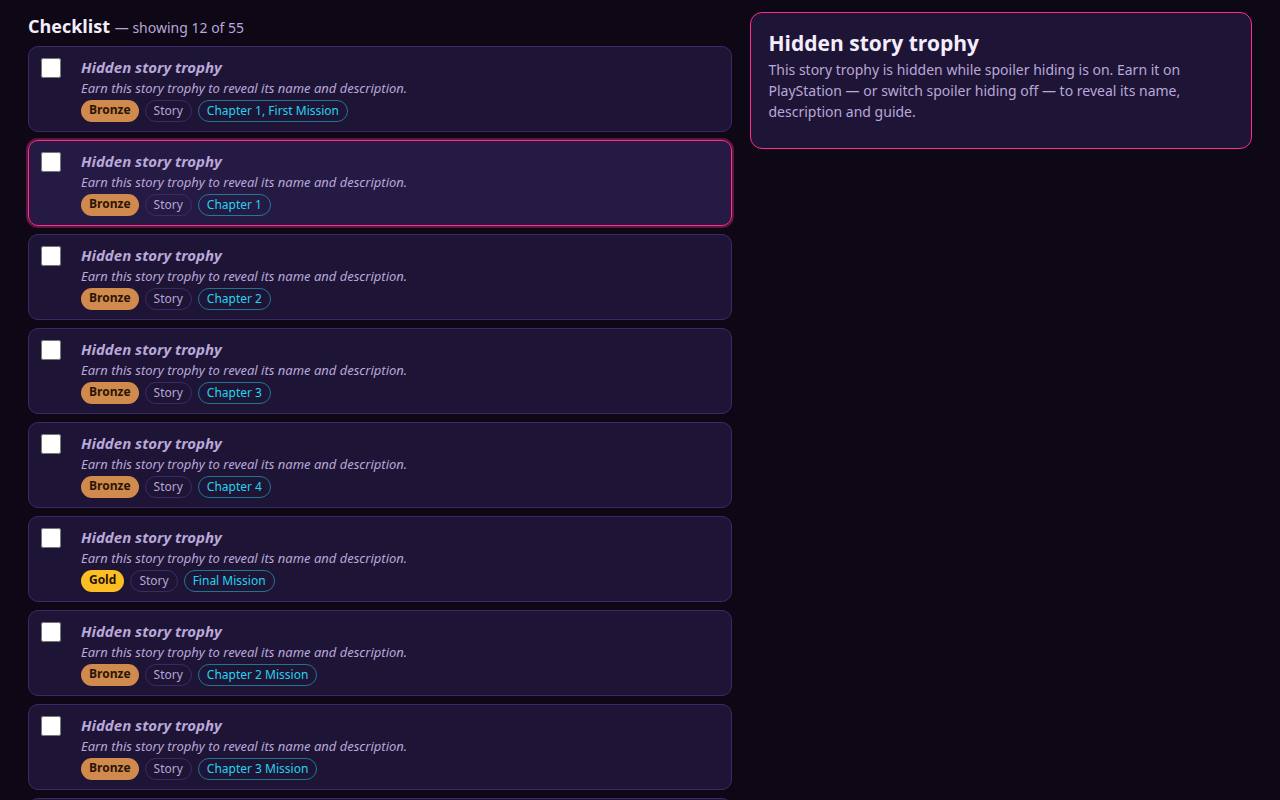 Checklist — showing 12 of 55
Hidden story trophy
Earn this story trophy to reveal its name and description.
Bronze Story Chapter 1, First Mission
Hidden story trophy
Earn this story trophy to reveal its name and description.
Bronze Story Chapter 1
Hidden story trophy
Earn this story trophy to reveal its name and description.
Bronze Story Chapter 2
Hidden story trophy
Earn this story trophy to reveal its name and description.
Bronze Story Chapter 3
Hidden story trophy
Earn this story trophy to reveal its name and description.
Bronze Story Chapter 4
Hidden story trophy
Earn this story trophy to reveal its name and description.
Gold Story Final Mission
Hidden story trophy
Earn this story trophy to reveal its name and description.
Bronze Story Chapter 2 Mission
Hidden story trophy
Earn this story trophy to reveal its name and description.
Bronze Story Chapter 3 Mission
Hidden story trophy
This story trophy is hidden while spoiler hiding is on. Earn it on
PlayStation — or switch spoiler hiding off — to reveal its name,
description and guide.